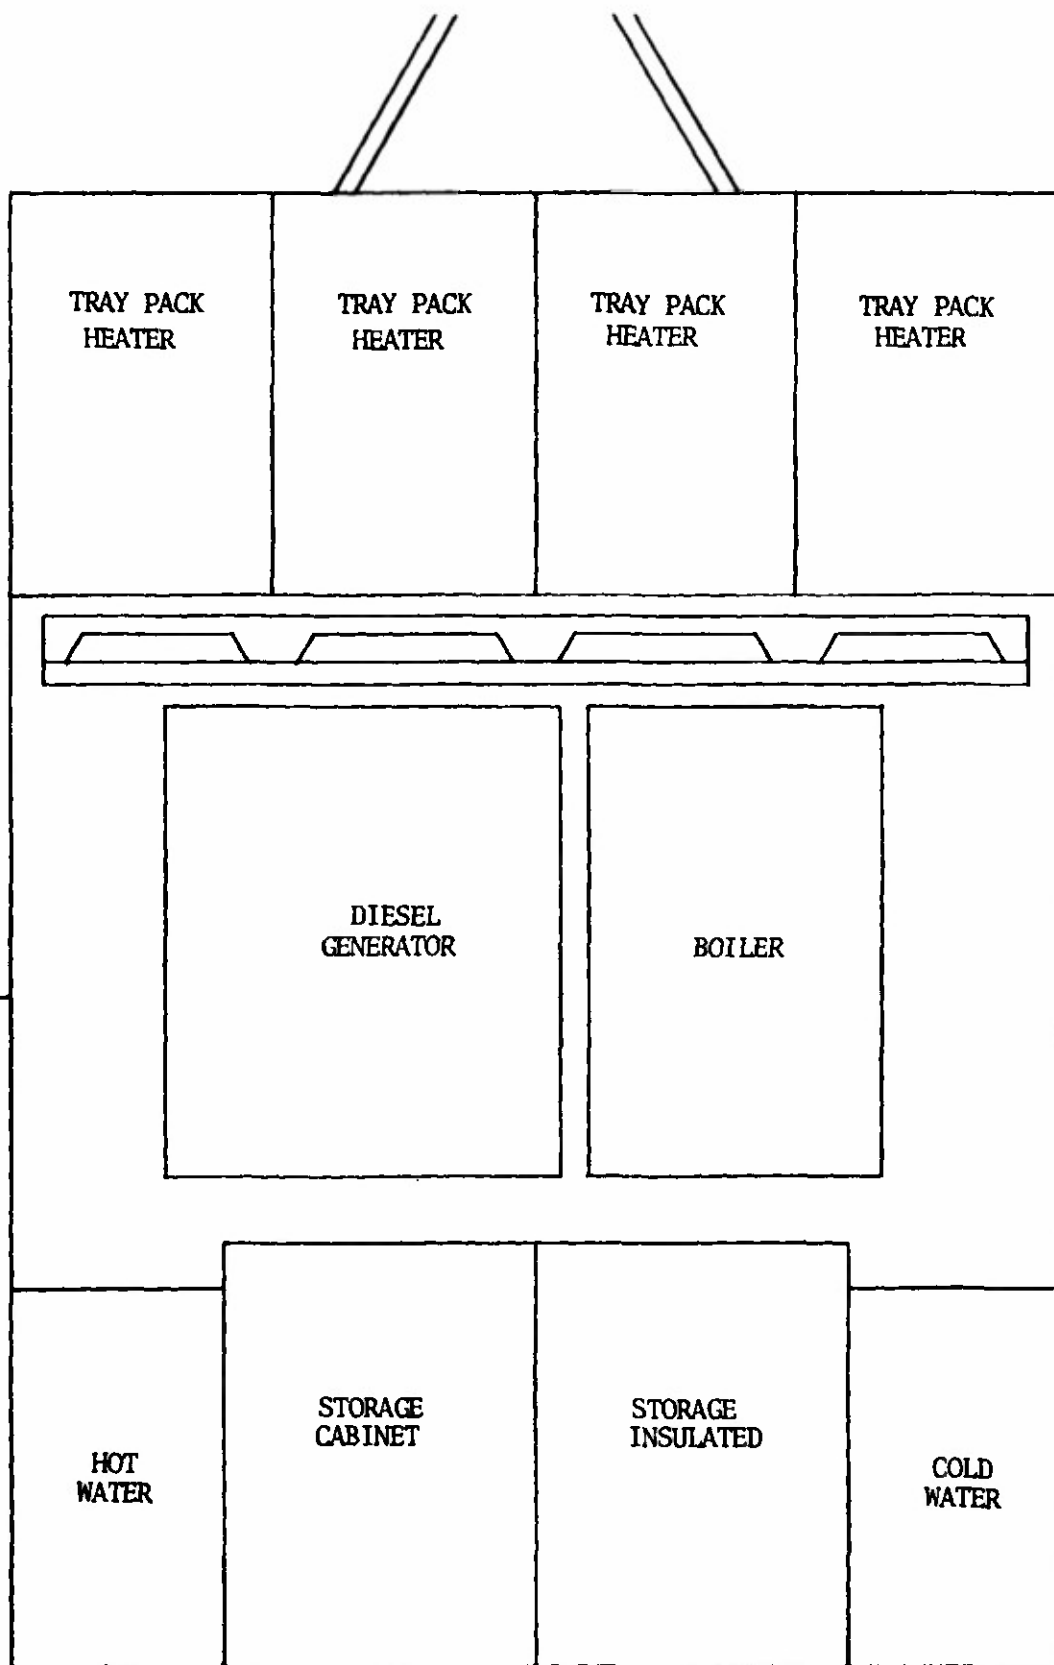 TRAY PACK
HEATER
TRAY PACK
HEATER
TRAY PACK
HEATER
TRAY PACK
HEATER
DIESEL
GENERATOR
BOILER
STORAGE
CABINET
STORAGE
INSULATED
HOT
WATER
COLD
WATER